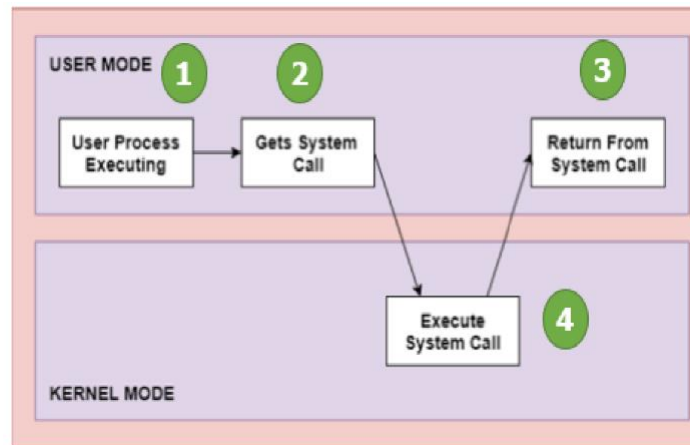 USER MODE
1
2
3
User Process
Executing
Gets System
Call
Return From
System Call
Execute
System Call
4
KERNEL MODE